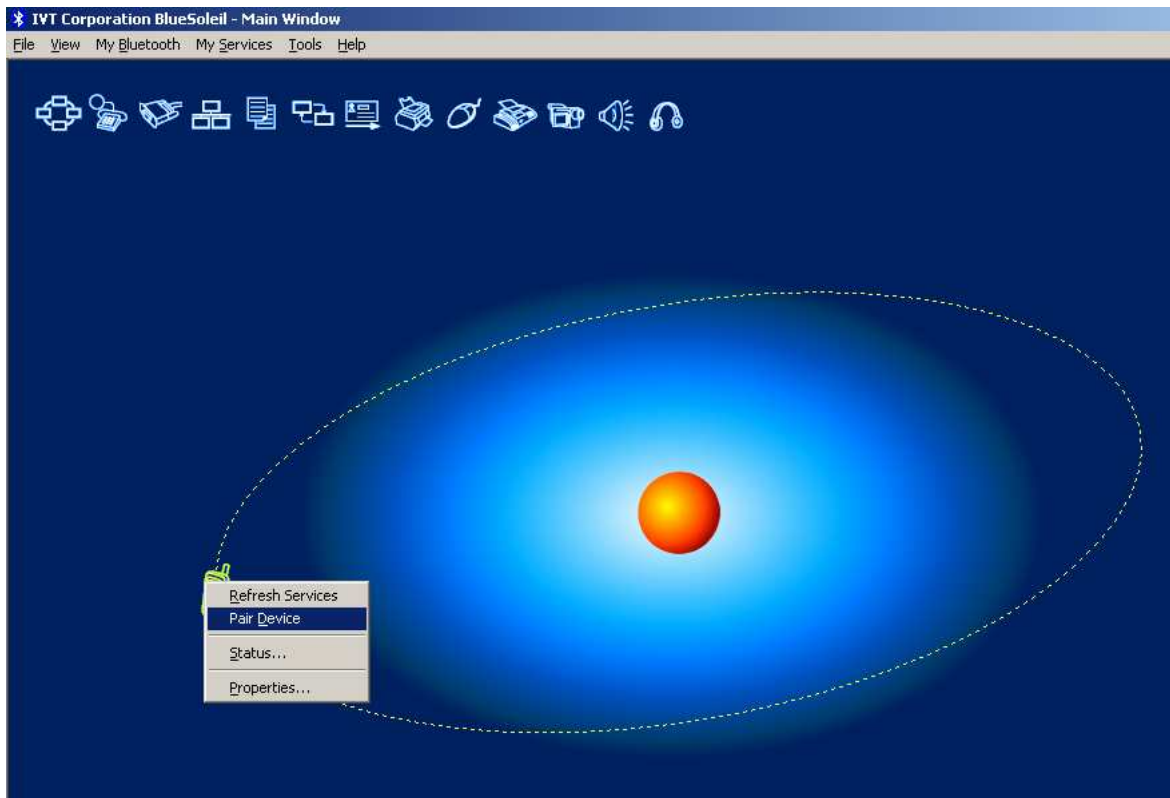 IVT Corporation BlueSoleil - Main Window
File View My Bluetooth My Services Tools Help
Refresh Services
Pair Device
Status...
Properties...